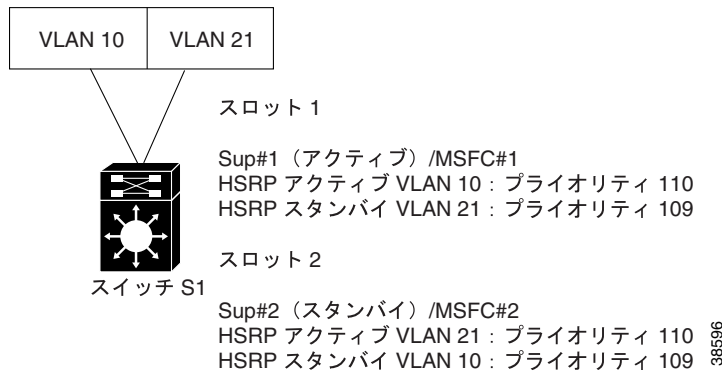 VLAN 10
VLAN 21
スロット 1
Sup#1（アクティブ）/MSFC#1
HSRP アクティブ VLAN 10：プライオリティ 110
HSRP スタンバイ VLAN 21：プライオリティ 109
スイッチ S1
スロット 2
Sup#2（スタンバイ）/MSFC#2
HSRP アクティブ VLAN 21：プライオリティ 110
HSRP スタンバイ VLAN 10：プライオリティ 109
38596